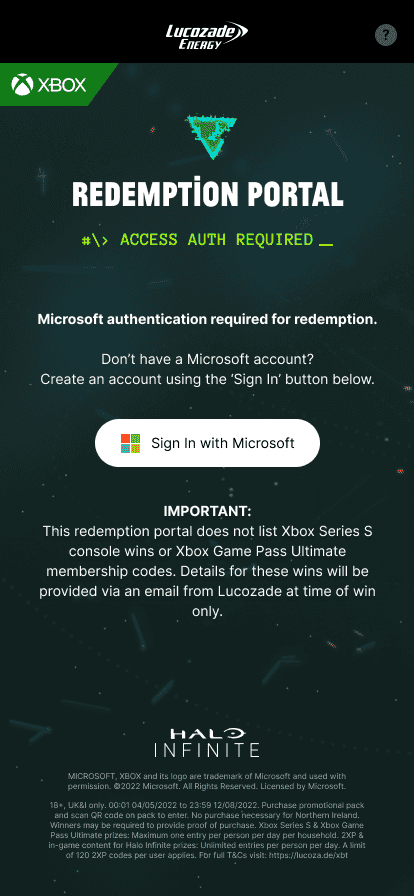 Lucozade
ENERGY
?
XBOX
REDEMPTION PORTAL
#\> ACCESS AUTH REQUIRED _
Microsoft authentication required for redemption.
Don’t have a Microsoft account?
Create an account using the ‘Sign In’ button below.
Sign In with Microsoft
IMPORTANT:
This redemption portal does not list Xbox Series S
console wins or Xbox Game Pass Ultimate
membership codes. Details for these wins will be
provided via an email from Lucozade at time of win
only.
HALO
INFINITE
MICROSOFT, XBOX and its logo are trademark of Microsoft and used with
permission. ©2022 Microsoft. All Rights Reserved. Licensed by Microsoft.
18+, UK&I only. 00:01 04/05/2022 to 23:59 12/08/2022. Purchase promotional pack
and scan QR code on pack to enter. No purchase necessary for Northern Ireland.
Winners may be required to provide proof of purchase. Xbox Series S & Xbox Game
Pass Ultimate prizes: Maximum one entry per person per day per household. 2XP &
in-game content for Halo Infinite prizes: Unlimited entries per person per day. A limit
of 120 2XP codes per user applies. For full T&Cs visit: https://lucoza.de/xbt